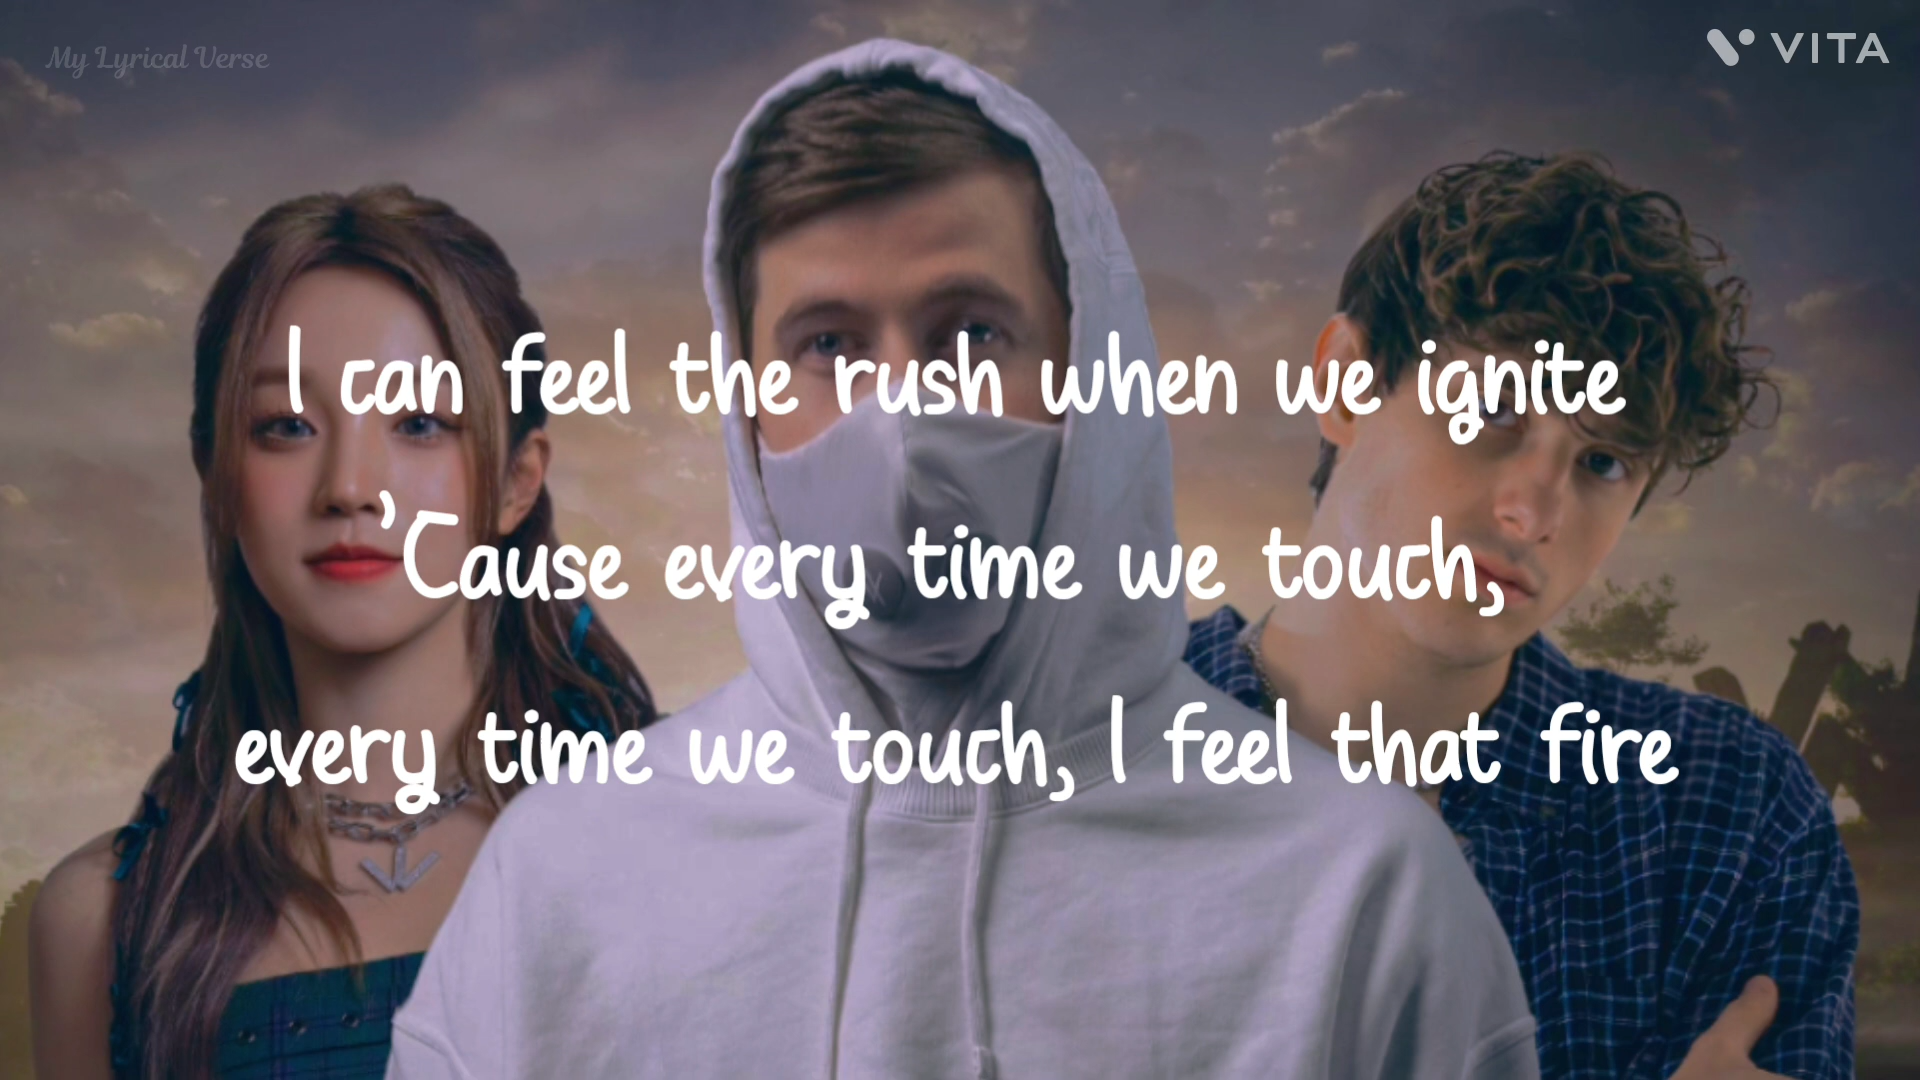 My Lyrical Verse
VITA
I can feel the rush when we ignite
'Cause every time we touch,
every time we touch, I feel that fire